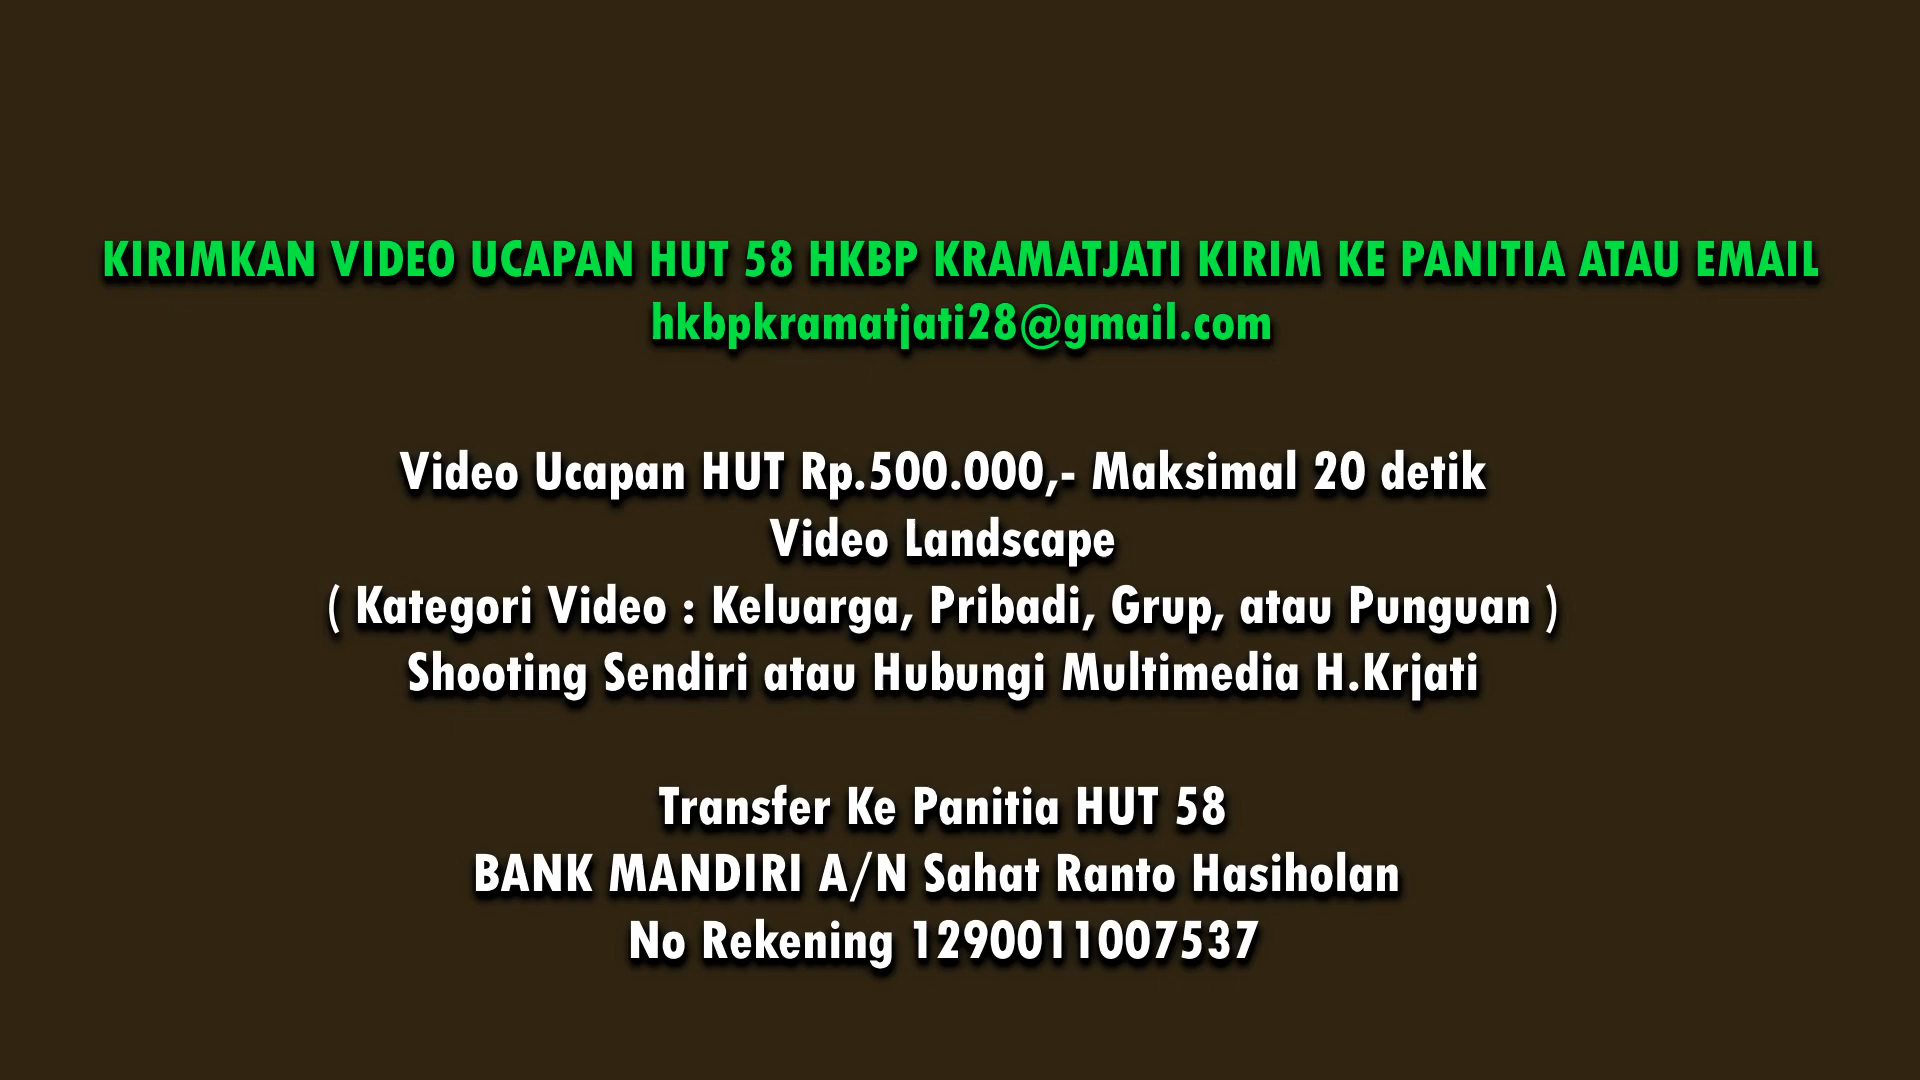 KIRIMKAN VIDEO UCAPAN HUT 58 HKBP KRAMATJATI KIRIM KE PANITIA ATAU EMAIL
hkbpkramatjati28@gmail.com
Video Ucapan HUT Rp.500.000,- Maksimal 20 detik
Video Landscape
( Kategori Video : Keluarga, Pribadi, Grup, atau Punguan )
Shooting Sendiri atau Hubungi Multimedia H.Krjati
Transfer Ke Panitia HUT 58
BANK MANDIRI A/N Sahat Ranto Hasiholan
No Rekening 1290011007537